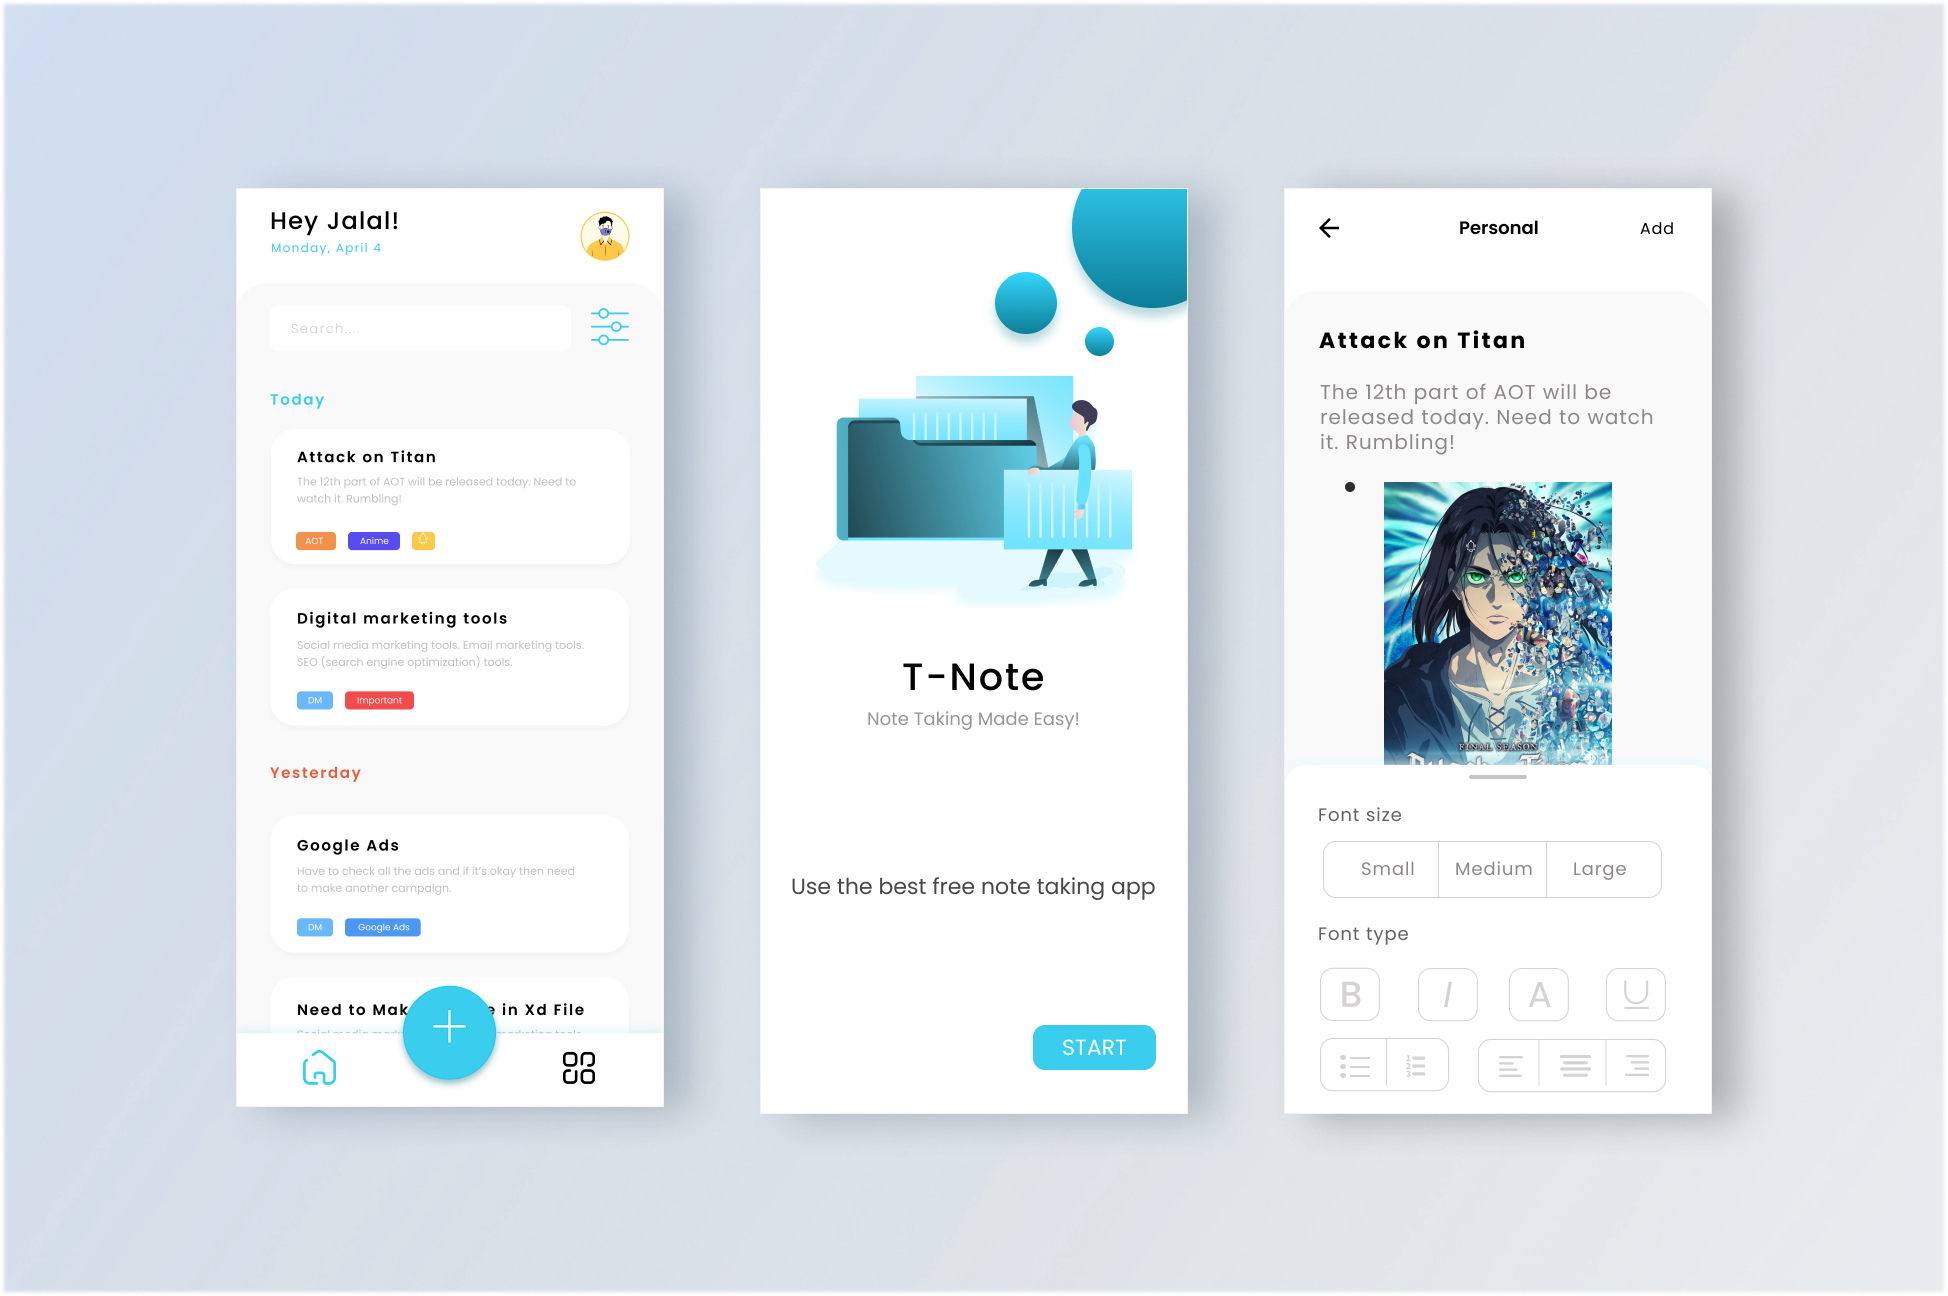 Hey Jalal!
Monday, April 4
Search...
Today
Attack on Titan
The 12th part of AOT will be released today. Need to
watch it. Rumbling!
AOT
Anime
Digital marketing tools
Social media marketing tools. Email marketing tools.
SEO (search engine optimization) tools.
DM
Important
Yesterday
Google Ads
Have to check all the ads and if it's okay then need
to make another campaign.
DM
Google Ads
Need to Mak e in Xd File
T-Note
Note Taking Made Easy!
Use the best free note taking app
START
Personal
Add
Attack on Titan
The 12th part of AOT will be
released today. Need to watch
it. Rumbling!
FINAL SEASON
Font size
Small
Medium
Large
Font type
B
I
A
U
1
2
3